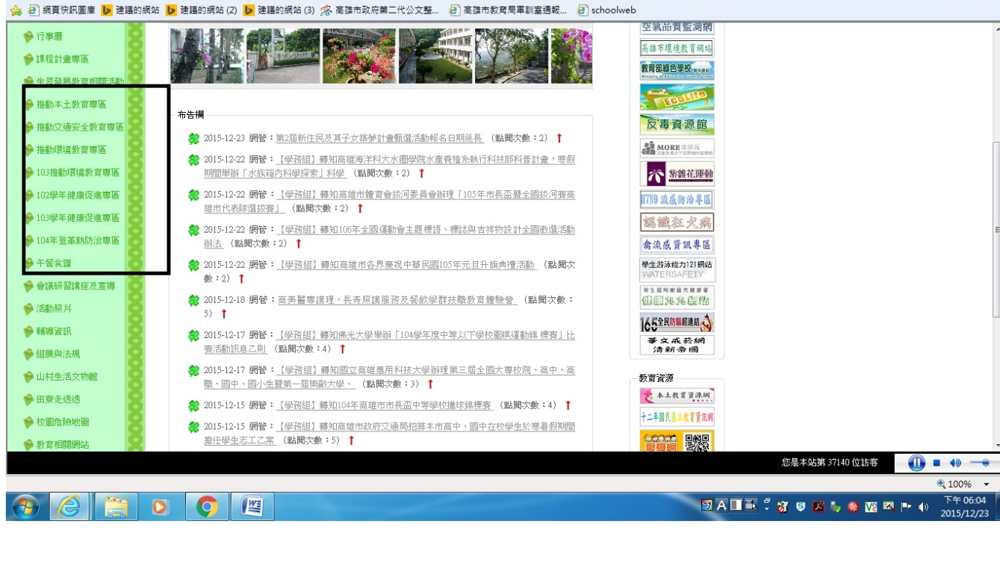 網頁快訊圖庫 建議的網站 建議的網站 (2) 建議的網站 (3) 高雄市政府第二代公文整... 高雄市教育局軍訓室通報... schoolweb
行事曆
課程計畫專區
生涯發展教育相關活動
推動本土教育專區
推動交通安全教育專區
推動環境教育專區
103推動環境教育專區
102學年健康促進專區
103學年健康促進專區
104年登革熱防治專區
午餐食譜
會議研習講座及宣導
活動照片
輔導資訊
組織與法規
山村生活文物館
田寮走透透
校園危險地圖
教育相關網站
布告欄
2015-12-23 網管：第2屆新住民及其子女築夢計畫甄選活動報名日期延長 (點閱次數：2)
2015-12-22 網管：【學務組】轉知高雄海洋科大水圈學院水產養殖系執行科技部科普計畫，寒假
期間舉辦「水族箱內科學探索」科學 (點閱次數：2)
2015-12-22 網管：【學務組】轉知高雄市體育會拔河委員會辦理「105年市長盃暨全國拔河賽高
雄市代表隊選拔賽」 (點閱次數：2)
2015-12-22 網管：【學務組】轉知106年全國運動會主題標語、標誌與吉祥物設計全國徵選活動
辦法 (點閱次數：2)
2015-12-22 網管：【學務組】轉知高雄市各界慶祝中華民國105年元旦升旗典禮活動 (點閱次
數：2)
2015-12-18 網管：高美醫專護理、長青照護服務及餐飲學群技職教育體驗營 (點閱次數：
5)
2015-12-17 網管：【學務組】轉知佛光大學舉辦「104學年度中等以下學校圍棋運動錦 標賽」比
賽活動訊息乙則 (點閱次數：4)
2015-12-17 網管：【學務組】轉知國立高雄應用科技大學辦理第三屆全國大專校院、高中、高
職、國中、國小生暨第一屆樂齡大學、 (點閱次數：3)
2015-12-15 網管：【學務組】轉知104年高雄市市長盃中等學校撞球錦標賽 (點閱次數：4)
2015-12-15 網管：【學務組】轉知高雄市政府交通局招募本市高中、國中在校學生於寒暑假期間
擔任學生志工乙案 (點閱次數：5)
空氣品質監測網
高雄市環境教育網站
教育部綠色學校
EcoLife
反毒資源館
MORE
紫錐花運動
H7N9 流感防治專區
認識狂犬病
禽流感資訊專區
學生游泳能力121網站
WATERSAFETY
165全民防騙超連結
華文戒菸網
清新帝國
教育資源
本土教育資源網
十二年國民基本教育資訊網
愛學網
您是本站第 37140 位訪客
100%
下午 06:04
2015/12/23